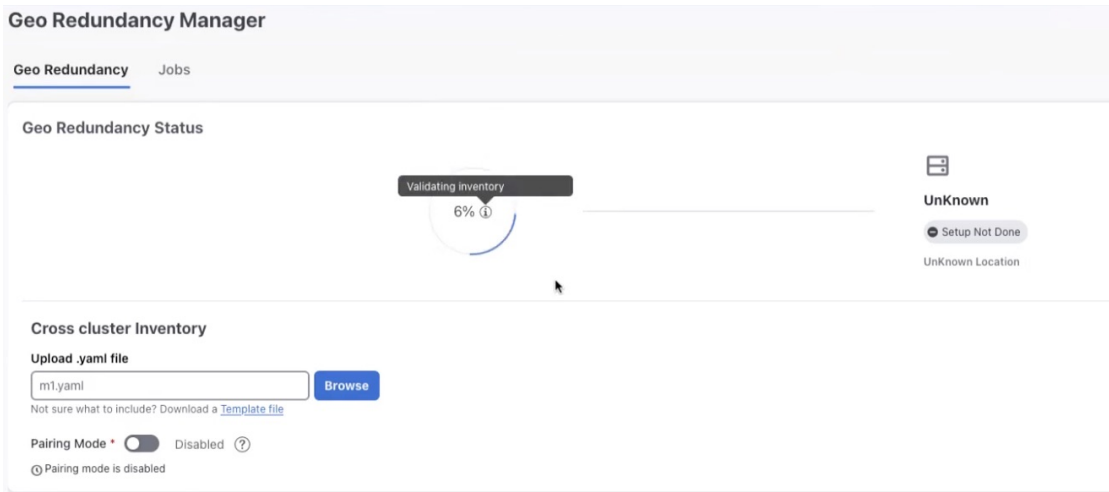 Geo Redundancy Manager
Geo Redundancy Jobs
Geo Redundancy Status
Validating inventory
6%
UnKnown
Setup Not Done
UnKnown Location
Cross cluster Inventory
Upload .yaml file
m1.yaml Browse
Not sure what to include? Download a Template file
Pairing Mode * Disabled ?
Pairing mode is disabled